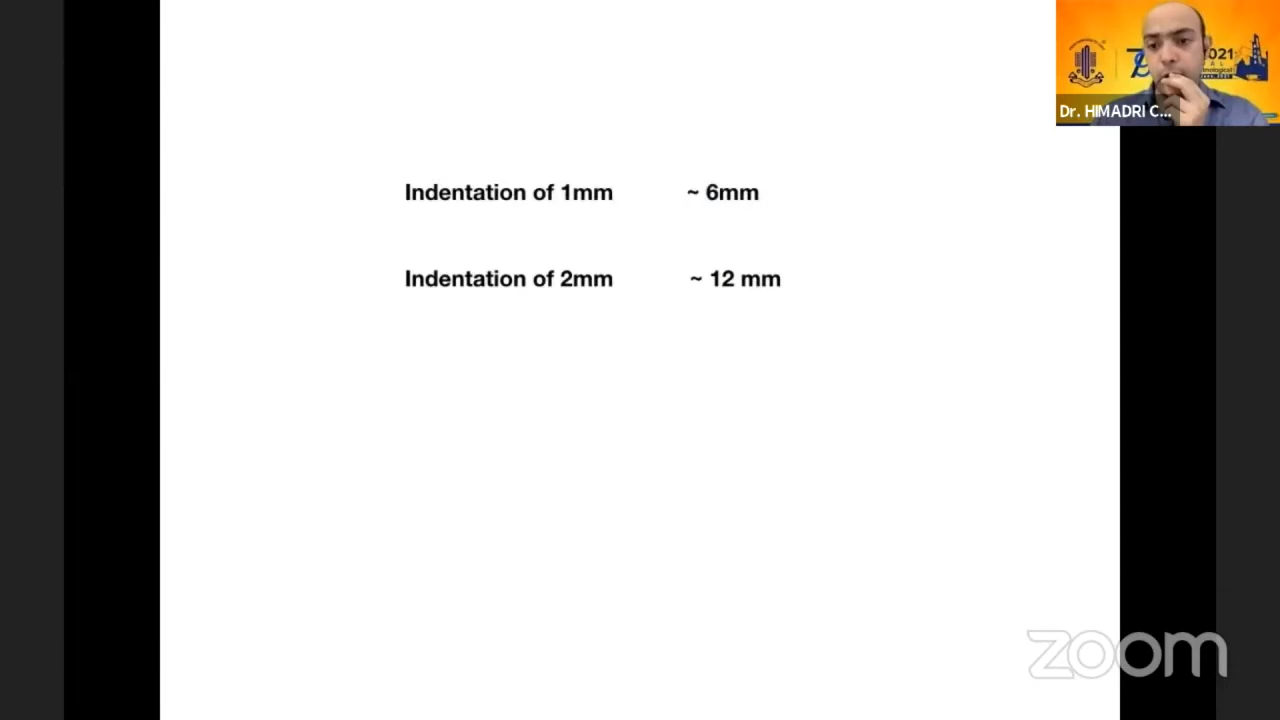 2021
Dr. HIMADRI C...
Indentation of 1mm ~ 6mm
Indentation of 2mm ~ 12 mm
zoom